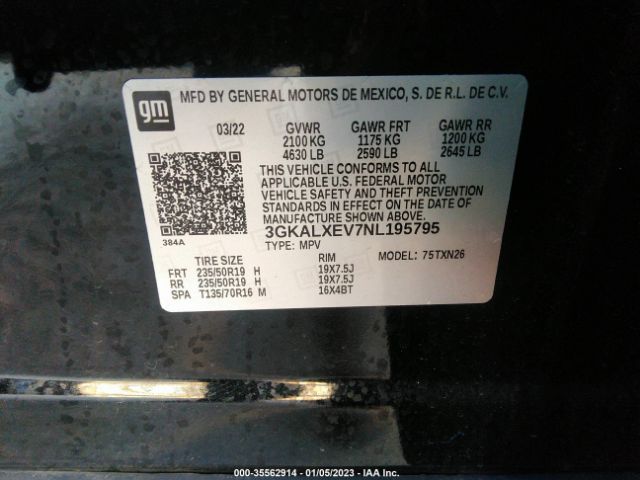 gm
MFD BY GENERAL MOTORS DE MEXICO, S. DE R.L. DE C.V.
03/22 GVWR GAWR FRT GAWR RR
2100 KG 1175 KG 1200 KG
4630 LB 2590 LB 2645 LB
THIS VEHICLE CONFORMS TO ALL
APPLICABLE U.S. FEDERAL MOTOR
VEHICLE SAFETY AND THEFT PREVENTION
STANDARDS IN EFFECT ON THE DATE OF
MANUFACTURE SHOWN ABOVE.
384A
3GKALXEV7NL195795
TYPE: MPV MODEL: 75TXN26
TIRE SIZE RIM
FRT 235/50R19 H 19X7.5J
RR 235/50R19 H 19X7.5J
SPA T135/70R16 M 16X4BT
000-35562914 - 01/05/2023 - IAA Inc.